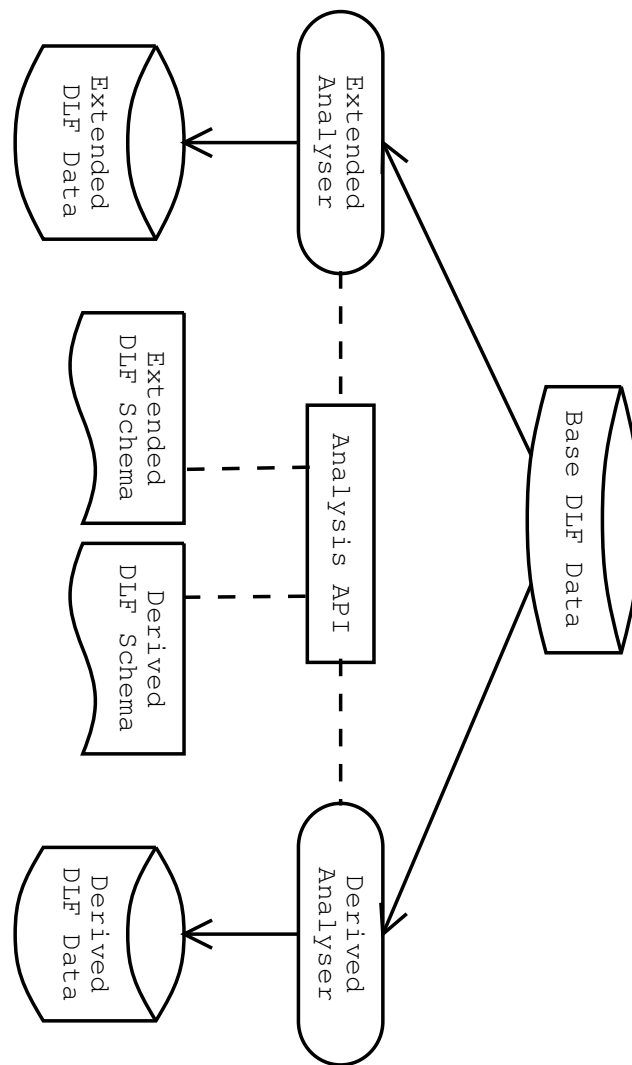 Base DLF Data
Extended
Analyser
Analysis API
Derived
Analyser
Extended
DLF Data
Extended
DLF Schema
Derived
DLF Schema
Derived
DLF Data